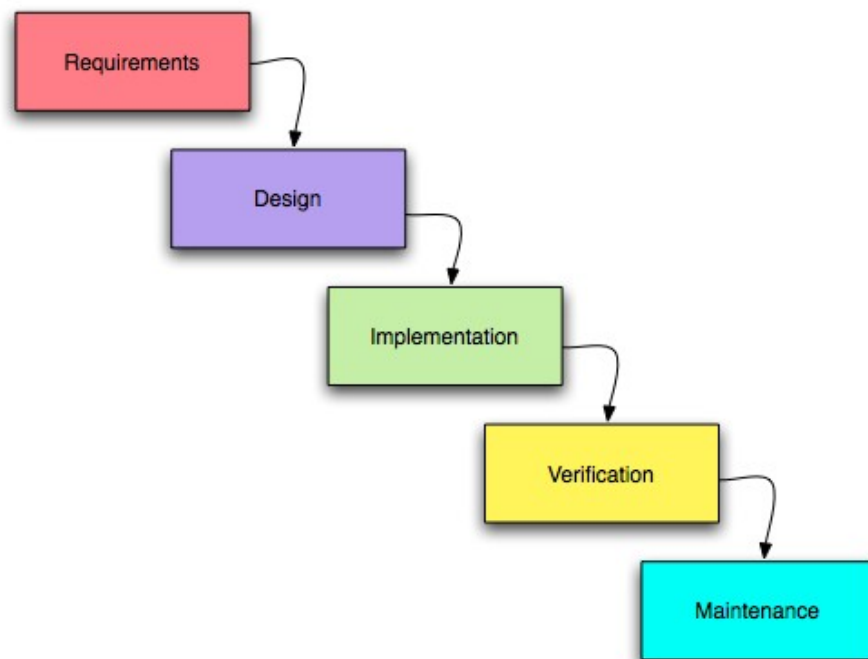 Requirements
Design
Implementation
Verification
Maintenance